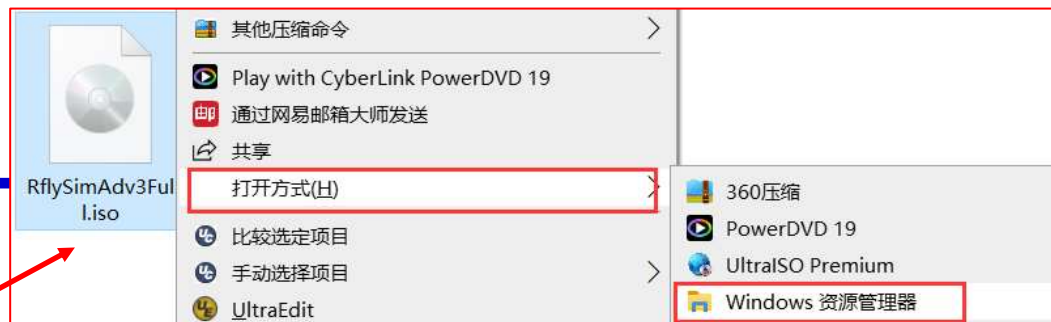 其他压缩命令
Play with CyberLink PowerDVD 19
通过网易邮箱大师发送
共享
RflySimAdv3Ful
l.iso
打开方式(H)
360压缩
比较选定项目
PowerDVD 19
手动选择项目
UltraISO Premium
UltraEdit
Windows 资源管理器